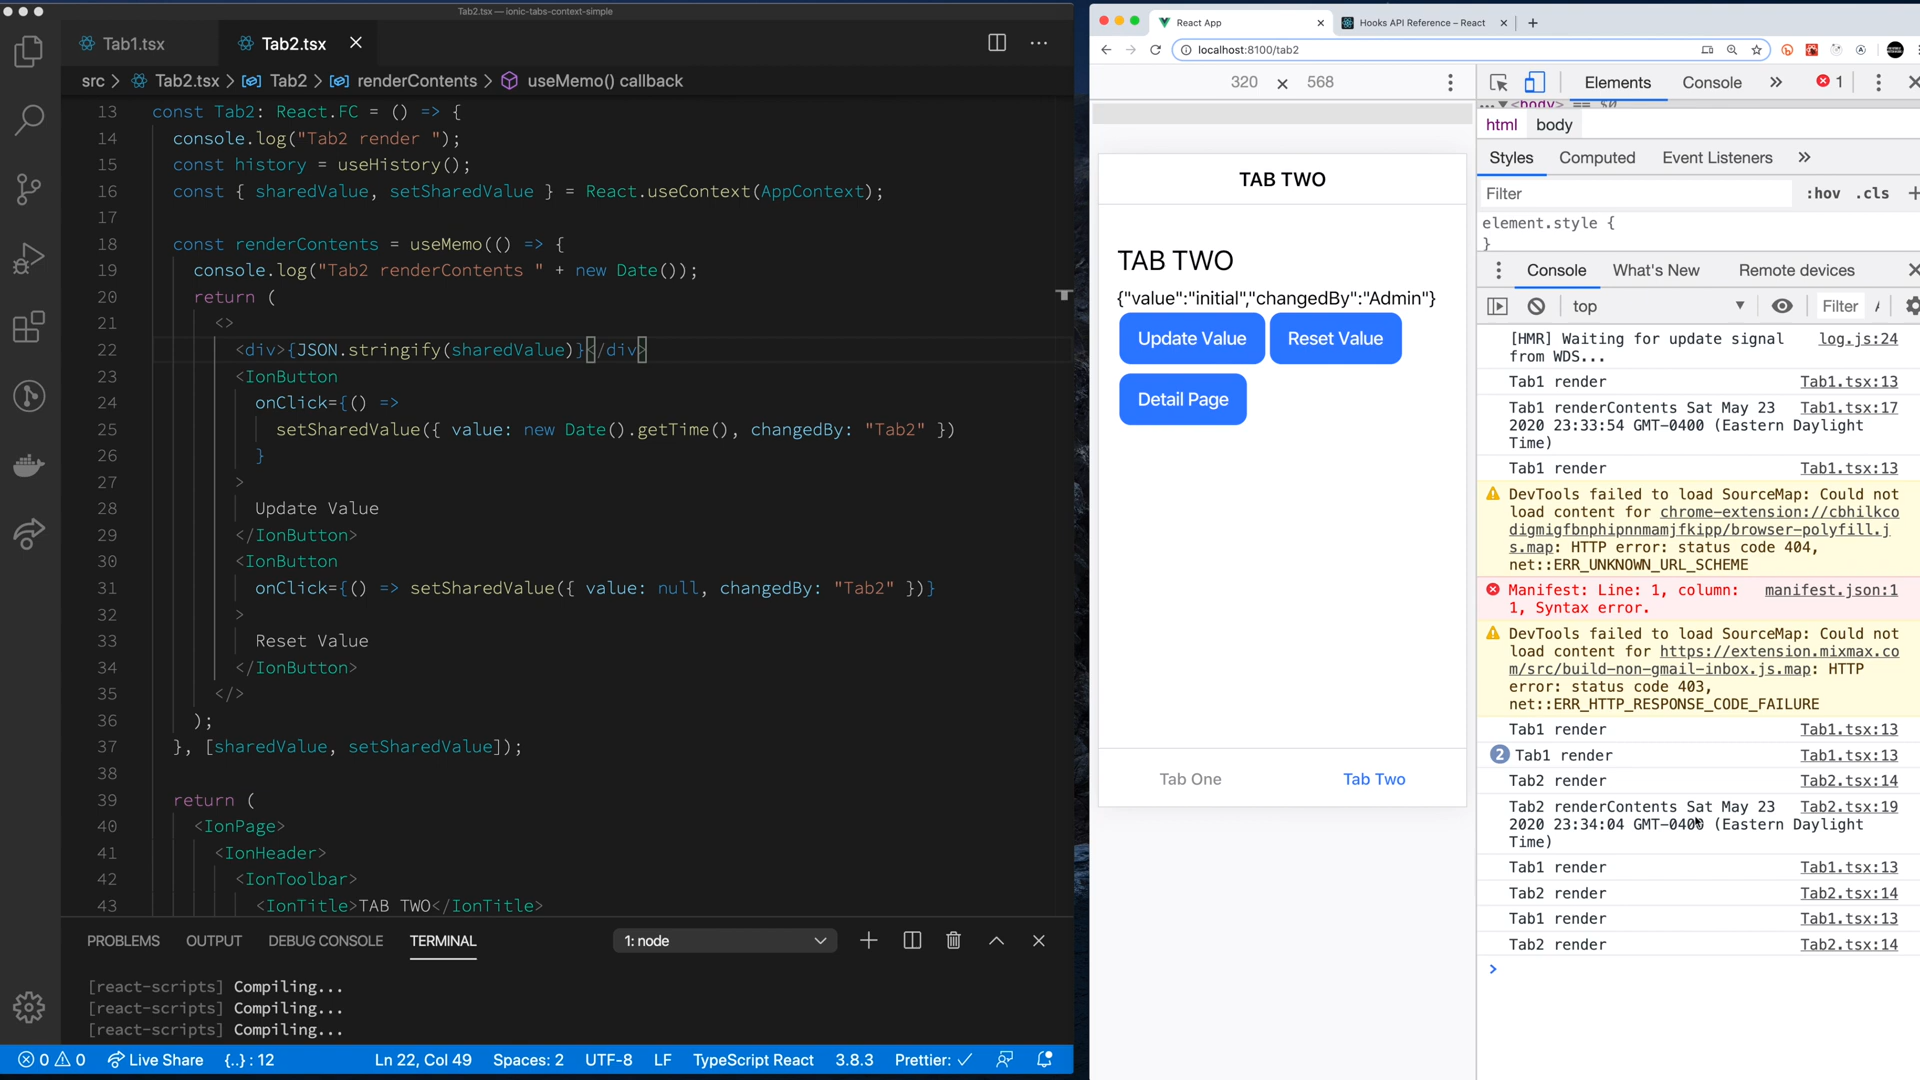 Tab2.tsx — ionic-tabs-context-simple
Tab1.tsx
Tab2.tsx
src > Tab2.tsx > Tab2 > renderContents > useMemo() callback
13 const Tab2: React.FC = () => {
14 console.log("Tab2 render ");
15 const history = useHistory();
16 const { sharedValue, setSharedValue } = React.useContext(AppContext);
17
18 const renderContents = useMemo(() => {
19 console.log("Tab2 renderContents " + new Date());
20 return (
21 <>
22 <div>{JSON.stringify(sharedValue)}</div>
23 <IonButton
24 onClick={() =>
25 setSharedValue({ value: new Date().getTime(), changedBy: "Tab2" })
26 }
27 >
28 Update Value
29 </IonButton>
30 <IonButton
31 onClick={() => setSharedValue({ value: null, changedBy: "Tab2" })}
32 >
33 Reset Value
34 </IonButton>
35 </>
36 );
37 }, [sharedValue, setSharedValue]);
38
39 return (
40 <IonPage>
41 <IonHeader>
42 <IonToolbar>
43 <IonTitle>TAB TWO</IonTitle>
PROBLEMS OUTPUT DEBUG CONSOLE TERMINAL 1: node
[react-scripts] Compiling...
[react-scripts] Compiling...
[react-scripts] Compiling...
0 0 Live Share {..} : 12 Ln 22, Col 49 Spaces: 2 UTF-8 LF TypeScript React 3.8.3 Prettier: ✓
React App
Hooks API Reference – React
localhost:8100/tab2
320 × 568
TAB TWO
TAB TWO
{"value":"initial","changedBy":"Admin"}
Update Value Reset Value
Detail Page
Tab One Tab Two
Elements Console » 1
...▼<body> == $0
html body
Styles Computed Event Listeners »
Filter :hov .cls +
element.style {
}
Console What's New Remote devices
top Filter
[HMR] Waiting for update signal log.js:24
from WDS...
Tab1 render Tab1.tsx:13
Tab1 renderContents Sat May 23 Tab1.tsx:17
2020 23:33:54 GMT-0400 (Eastern Daylight
Time)
Tab1 render Tab1.tsx:13
DevTools failed to load SourceMap: Could not
load content for chrome-extension://cbhilkco
digmigfbnphipnnmamjfkipp/browser-polyfill.j
s.map: HTTP error: status code 404,
net::ERR_UNKNOWN_URL_SCHEME
Manifest: Line: 1, column: manifest.json:1
1, Syntax error.
DevTools failed to load SourceMap: Could not
load content for https://extension.mixmax.co
m/src/build-non-gmail-inbox.js.map: HTTP
error: status code 403,
net::ERR_HTTP_RESPONSE_CODE_FAILURE
Tab1 render Tab1.tsx:13
2 Tab1 render Tab1.tsx:13
Tab2 render Tab2.tsx:14
Tab2 renderContents Sat May 23 Tab2.tsx:19
2020 23:34:04 GMT-0400 (Eastern Daylight
Time)
Tab1 render Tab1.tsx:13
Tab2 render Tab2.tsx:14
Tab1 render Tab1.tsx:13
Tab2 render Tab2.tsx:14
>